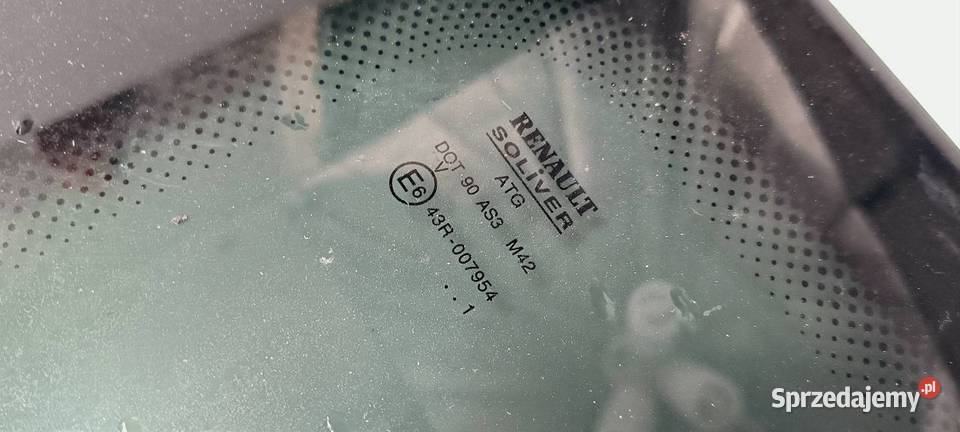 RENAULT
SOLIVER
ATG
DOT·90 AS3 M42
V
E6 43R-007954
. . 1
Sprzedajemy.pl